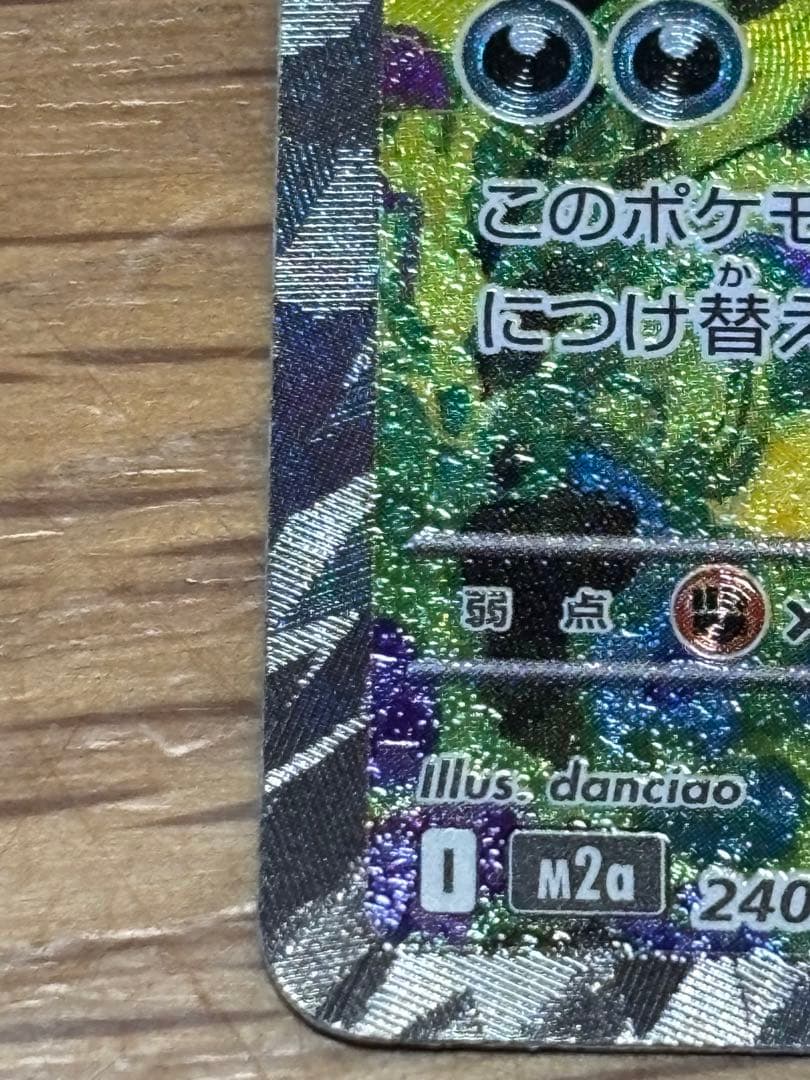 このポケモ
か
につけ替え
弱 点 ×
Illus. danciao
I M2a 240